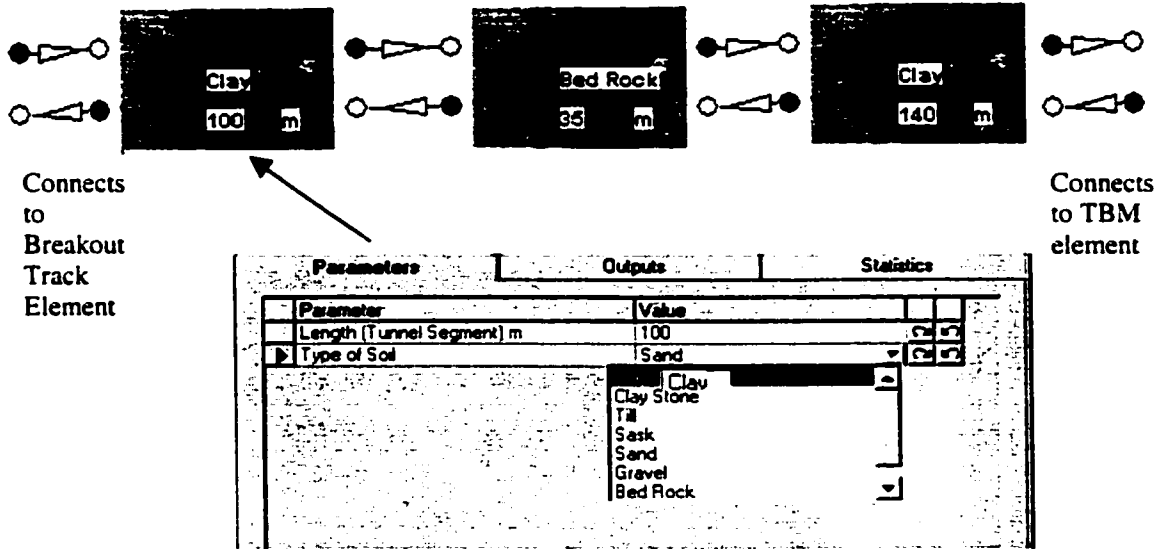 Clay
100 m
Bed Rock
35 m
Clay
140 m
Connects
to
Breakout
Track
Element
Connects
to TBM
element
Parameters Outputs Statistics
Parameter Value
Length (Tunnel Segment) m 100
Type of Soil Sand
Clay
Clay Stone
Till
Sask
Sand
Gravel
Bed Rock